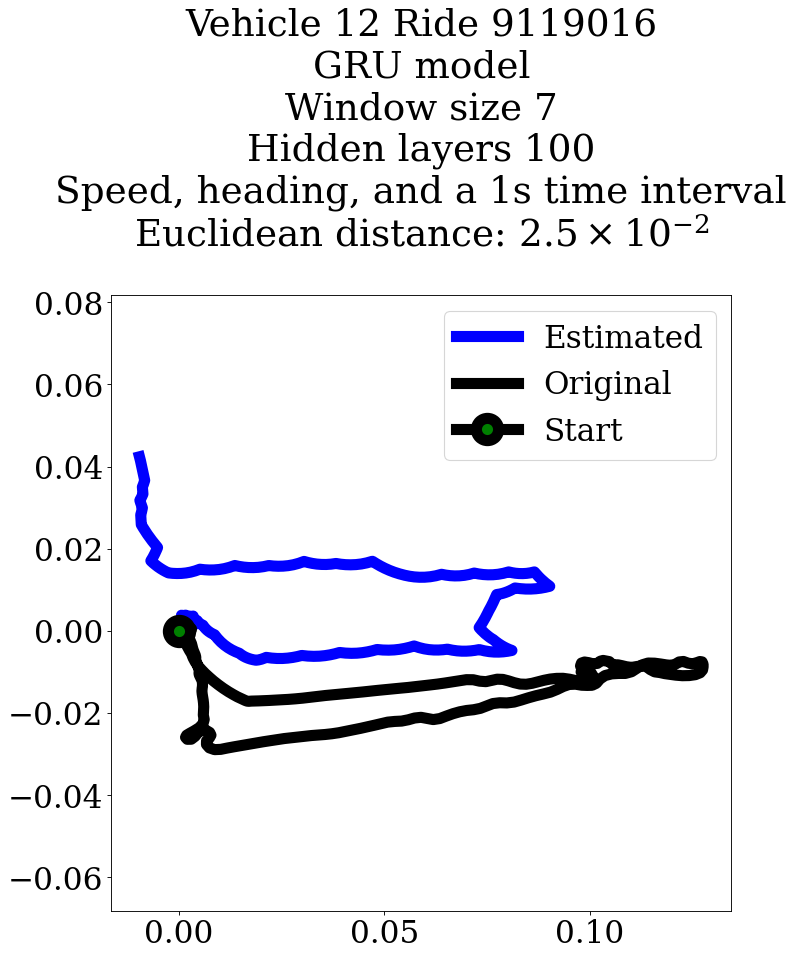 Vehicle 12 Ride 9119016
GRU model
Window size 7
Hidden layers 100
Speed, heading, and a 1s time interval
Euclidean distance: 2.5 × 10⁻²
Estimated
Original
Start
0.08
0.06
0.04
0.02
0.00
−0.02
−0.04
−0.06
0.00 0.05 0.10